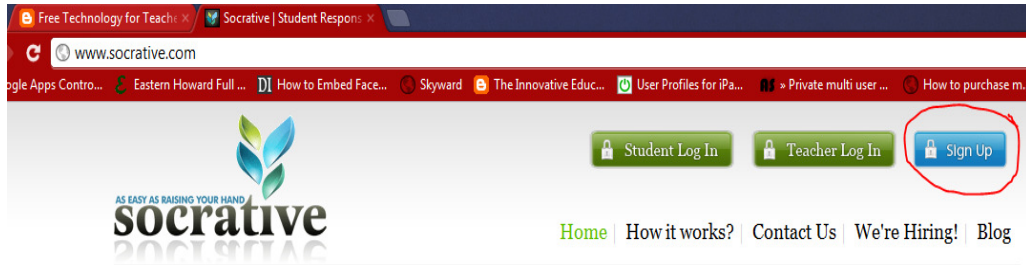 Free Technology for Teache
Socrative | Student Respons
www.socrative.com
ogle Apps Contro... Eastern Howard Full ... DI How to Embed Face... Skyward The Innovative Educ... User Profiles for iPa... » Private multi user ... How to purchase m..
Student Log In Teacher Log In Sign Up
AS EASY AS RAISING YOUR HAND
socrative
Home How it works? Contact Us We're Hiring! Blog